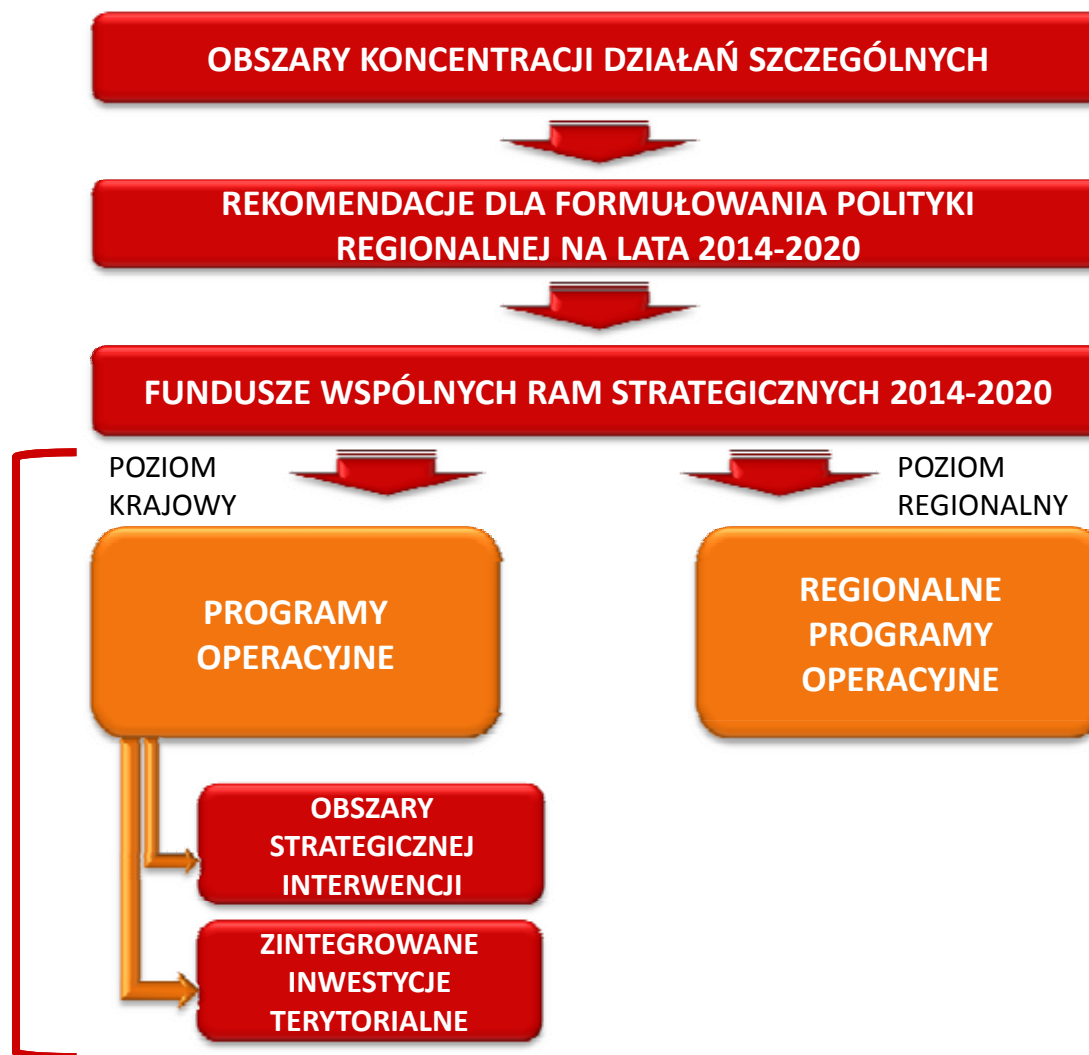 OBSZARY KONCENTRACJI DZIAŁAŃ SZCZEGÓLNYCH
REKOMENDACJE DLA FORMUŁOWANIA POLITYKI
REGIONALNEJ NA LATA 2014-2020
FUNDUSZE WSPÓLNYCH RAM STRATEGICZNYCH 2014-2020
POZIOM
KRAJOWY
POZIOM
REGIONALNY
PROGRAMY
OPERACYJNE
REGIONALNE
PROGRAMY
OPERACYJNE
OBSZARY
STRATEGICZNEJ
INTERWENCJI
ZINTEGROWANE
INWESTYCJE
TERYTORIALNE